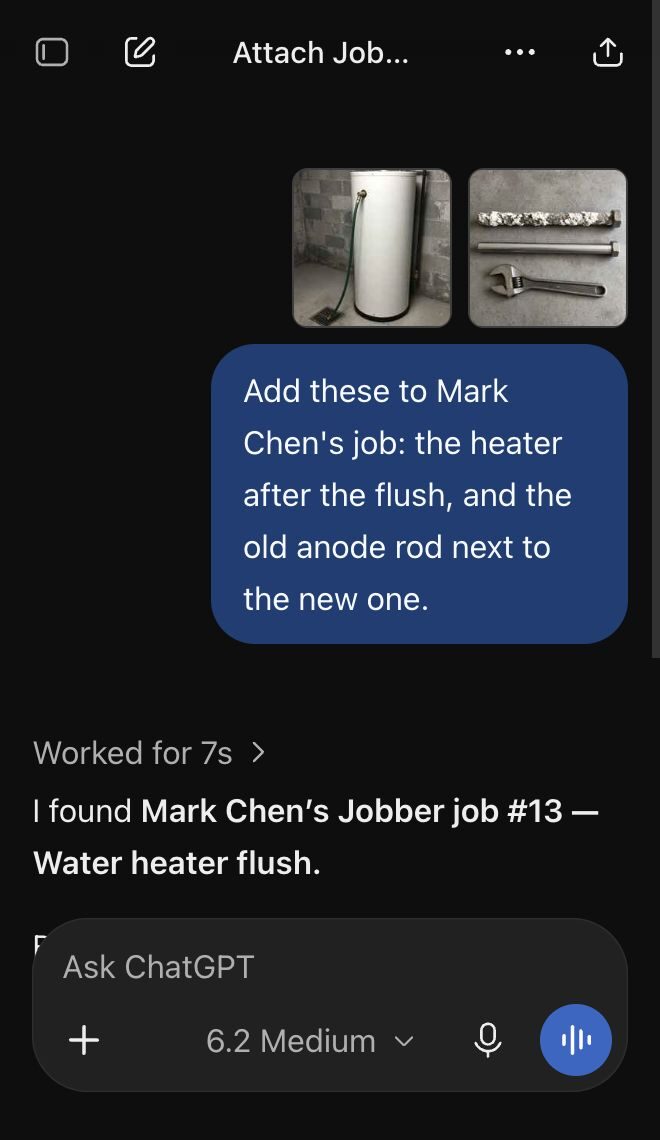 Attach Job...
Add these to Mark
Chen's job: the heater
after the flush, and the
old anode rod next to
the new one.
Worked for 7s
I found Mark Chen’s Jobber job #13 —
Water heater flush.
Ask ChatGPT
6.2 Medium